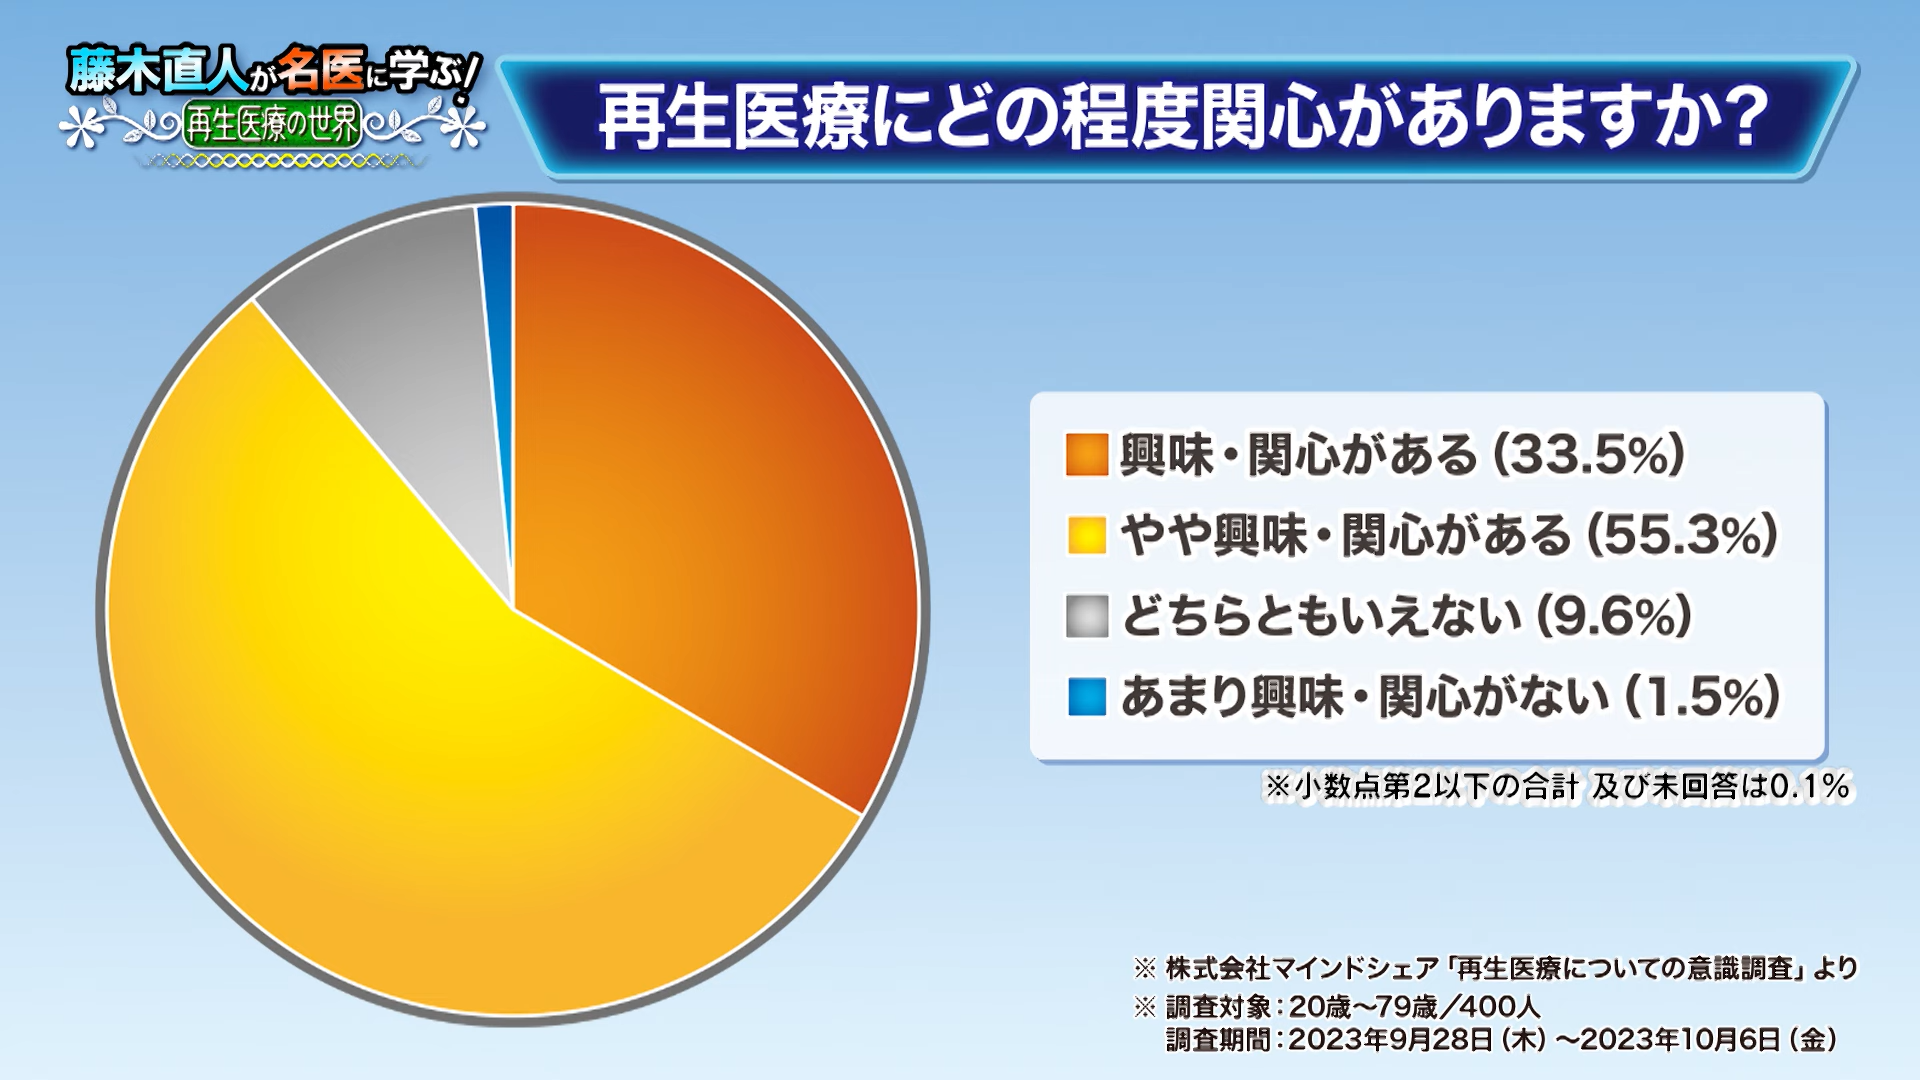 藤木直人が名医に学ぶ!
再生医療の世界
再生医療にどの程度関心がありますか?
興味・関心がある(33.5%)
やや興味・関心がある(55.3%)
どちらともいえない(9.6%)
あまり興味・関心がない(1.5%)
※小数点第2以下の合計 及び未回答は0.1%
※ 株式会社マインドシェア「再生医療についての意識調査」より
※ 調査対象:20歳〜79歳/400人
調査期間:2023年9月28日(木)〜2023年10月6日(金)